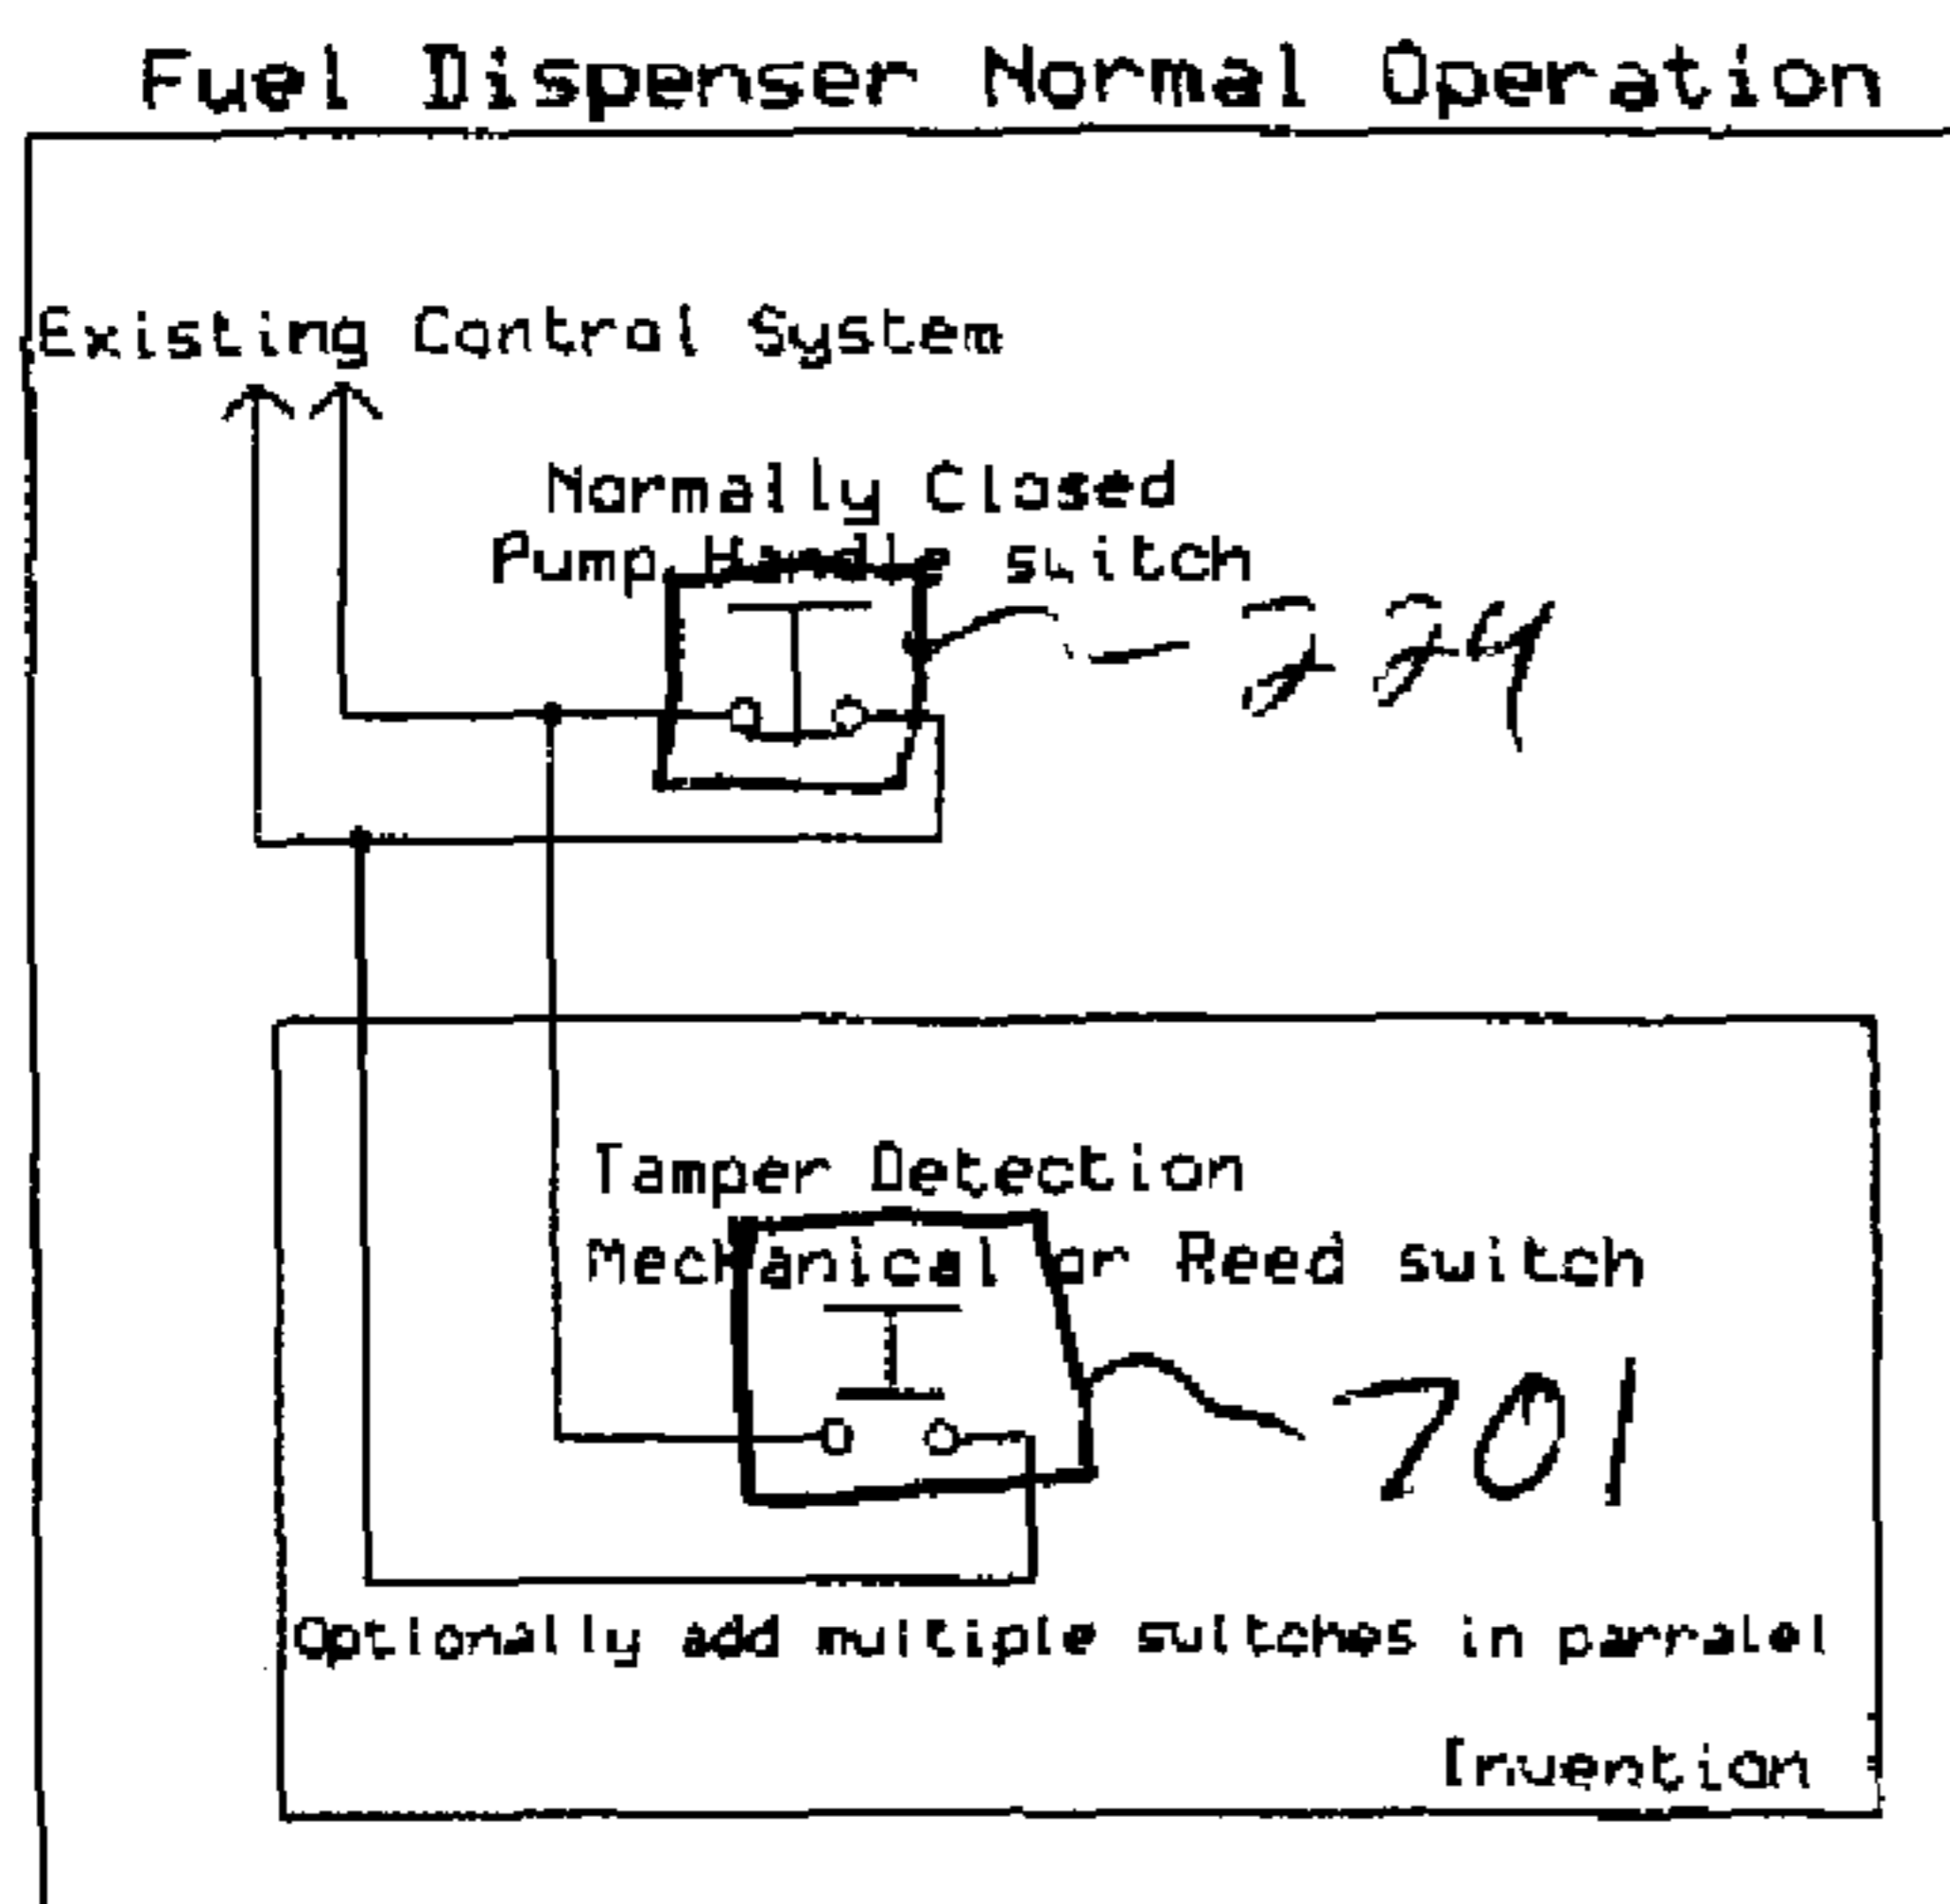 Fuel Dispenser Normal Operation
Existing Control System
Normally Closed
Pump Handle switch
224
Tamper Detection
Mechanical or Reed switch
701
Optionally add multiple switches in parralel
Invention